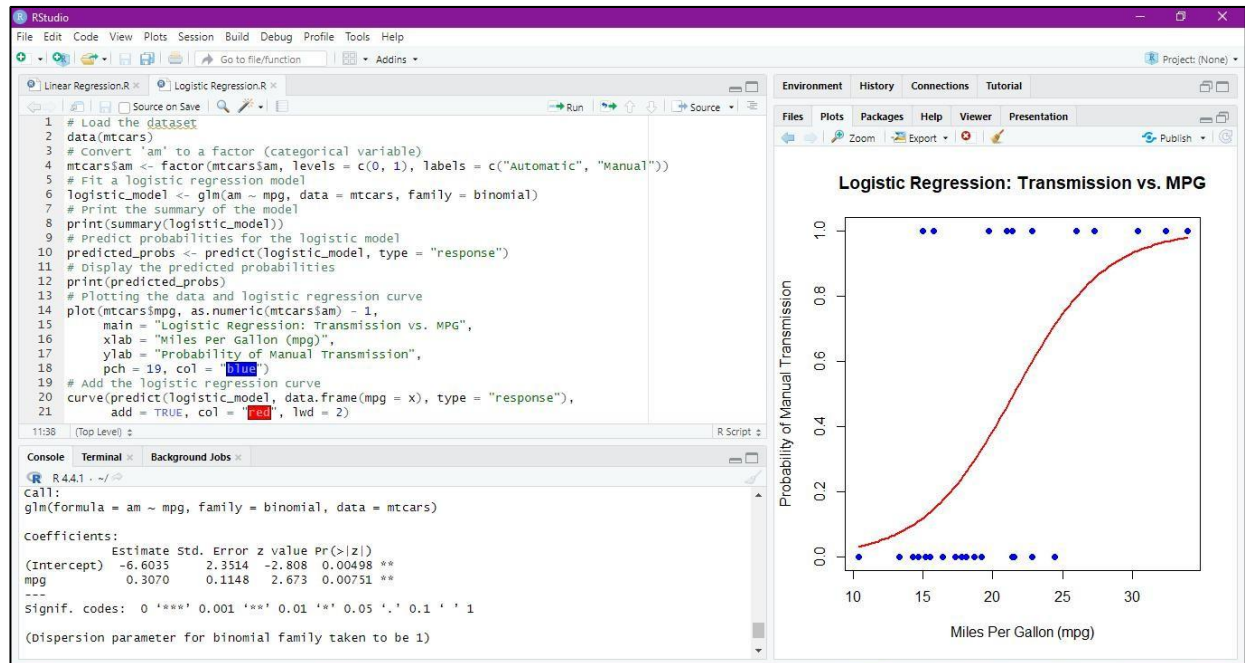 RStudio
File Edit Code View Plots Session Build Debug Profile Tools Help
Go to file/function Addins
Project: (None)
Linear Regression.R Logistic Regression.R
Source on Save Run Source
1 # Load the dataset
2 data(mtcars)
3 # Convert 'am' to a factor (categorical variable)
4 mtcars$am <- factor(mtcars$am, levels = c(0, 1), labels = c("Automatic", "Manual"))
5 # Fit a logistic regression model
6 logistic_model <- glm(am ~ mpg, data = mtcars, family = binomial)
7 # Print the summary of the model
8 print(summary(logistic_model))
9 # Predict probabilities for the logistic model
10 predicted_probs <- predict(logistic_model, type = "response")
11 # Display the predicted probabilities
12 print(predicted_probs)
13 # Plotting the data and logistic regression curve
14 plot(mtcars$mpg, as.numeric(mtcars$am) - 1,
15 main = "Logistic Regression: Transmission vs. MPG",
16 xlab = "Miles Per Gallon (mpg)",
17 ylab = "Probability of Manual Transmission",
18 pch = 19, col = "blue")
19 # Add the logistic regression curve
20 curve(predict(logistic_model, data.frame(mpg = x), type = "response"),
21 add = TRUE, col = "red", lwd = 2)
11:38 (Top Level) R Script
Console Terminal Background Jobs
R R 4.4.1 · ~/
Call:
glm(formula = am ~ mpg, family = binomial, data = mtcars)
Coefficients:
Estimate Std. Error z value Pr(>|z|)
(Intercept) -6.6035 2.3514 -2.808 0.00498 **
mpg 0.3070 0.1148 2.673 0.00751 **
---
Signif. codes: 0 ‘***’ 0.001 ‘**’ 0.01 ‘*’ 0.05 ‘.’ 0.1 ‘ ’ 1
(Dispersion parameter for binomial family taken to be 1)
Environment History Connections Tutorial
Files Plots Packages Help Viewer Presentation
Zoom Export Publish
Logistic Regression: Transmission vs. MPG
Probability of Manual Transmission
1.0
0.8
0.6
0.4
0.2
0.0
10 15 20 25 30
Miles Per Gallon (mpg)